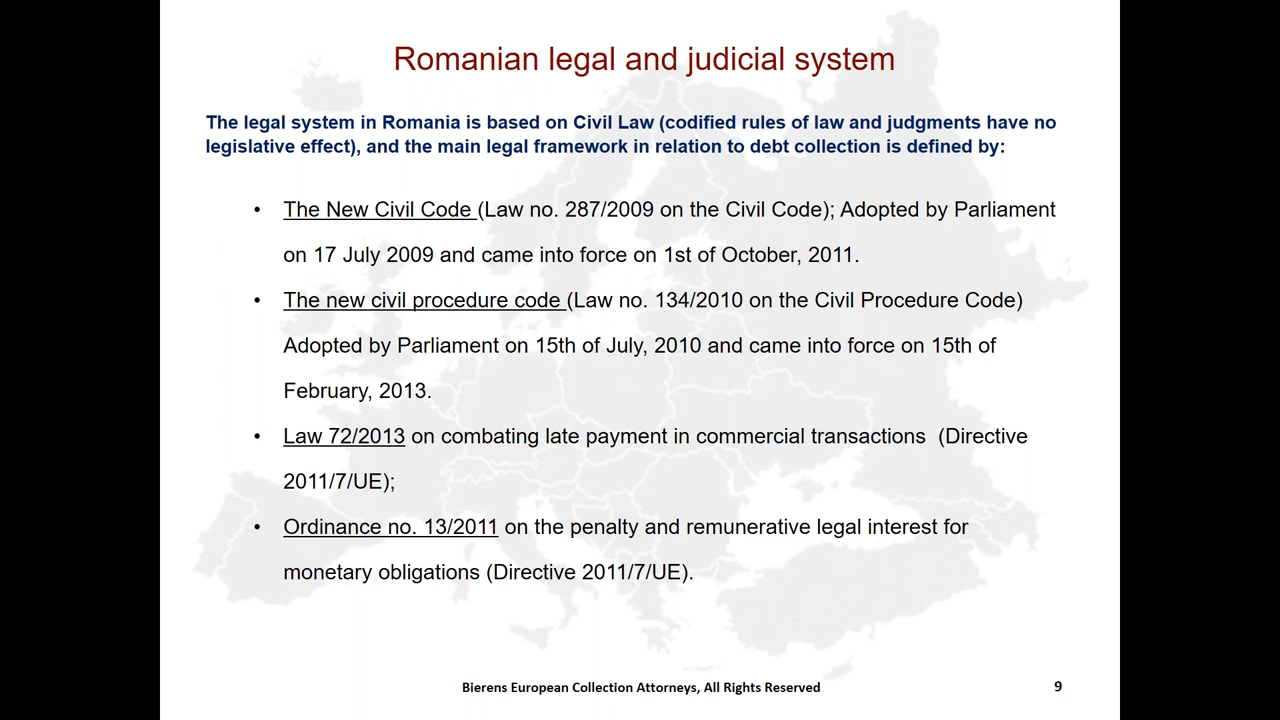 Romanian legal and judicial system
The legal system in Romania is based on Civil Law (codified rules of law and judgments have no
legislative effect), and the main legal framework in relation to debt collection is defined by:
• The New Civil Code (Law no. 287/2009 on the Civil Code); Adopted by Parliament
on 17 July 2009 and came into force on 1st of October, 2011.
• The new civil procedure code (Law no. 134/2010 on the Civil Procedure Code)
Adopted by Parliament on 15th of July, 2010 and came into force on 15th of
February, 2013.
• Law 72/2013 on combating late payment in commercial transactions  (Directive
2011/7/UE);
• Ordinance no. 13/2011 on the penalty and remunerative legal interest for
monetary obligations (Directive 2011/7/UE).
Bierens European Collection Attorneys, All Rights Reserved
9